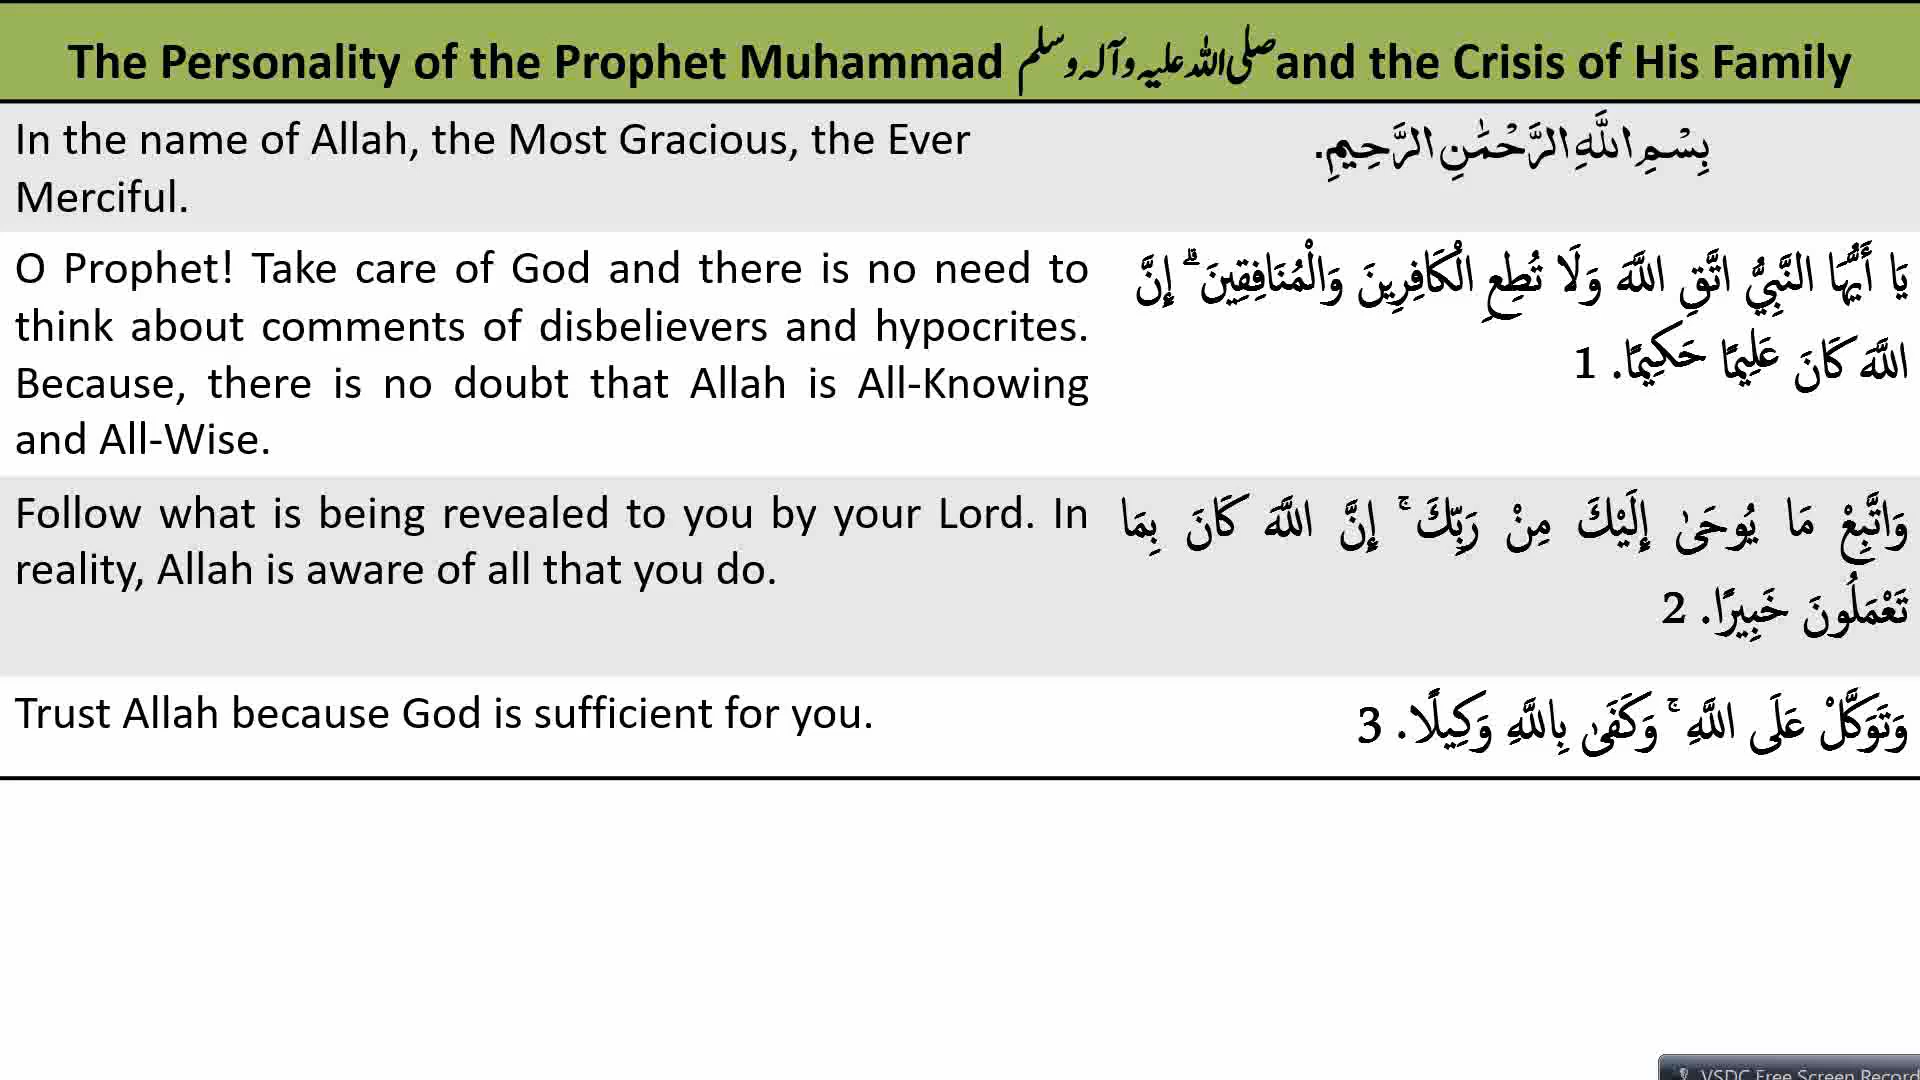 The Personality of the Prophet Muhammad صلی اللہ علیہ وآلہ وسلم and the Crisis of His Family
In the name of Allah, the Most Gracious, the Ever
Merciful.
بِسْمِ اللَّهِ الرَّحْمَٰنِ الرَّحِيمِ.
O Prophet! Take care of God and there is no need to
think about comments of disbelievers and hypocrites.
Because, there is no doubt that Allah is All-Knowing
and All-Wise.
يَا أَيُّهَا النَّبِيُّ اتَّقِ اللَّهَ وَلَا تُطِعِ الْكَافِرِينَ وَالْمُنَافِقِينَ ۗ إِنَّ
اللَّهَ كَانَ عَلِيمًا حَكِيمًا. 1
Follow what is being revealed to you by your Lord. In
reality, Allah is aware of all that you do.
وَاتَّبِعْ مَا يُوحَىٰ إِلَيْكَ مِنْ رَبِّكَ ۚ إِنَّ اللَّهَ كَانَ بِمَا
تَعْمَلُونَ خَبِيرًا. 2
Trust Allah because God is sufficient for you.
وَتَوَكَّلْ عَلَى اللَّهِ ۚ وَكَفَىٰ بِاللَّهِ وَكِيلًا. 3
VSDC Free Screen Record